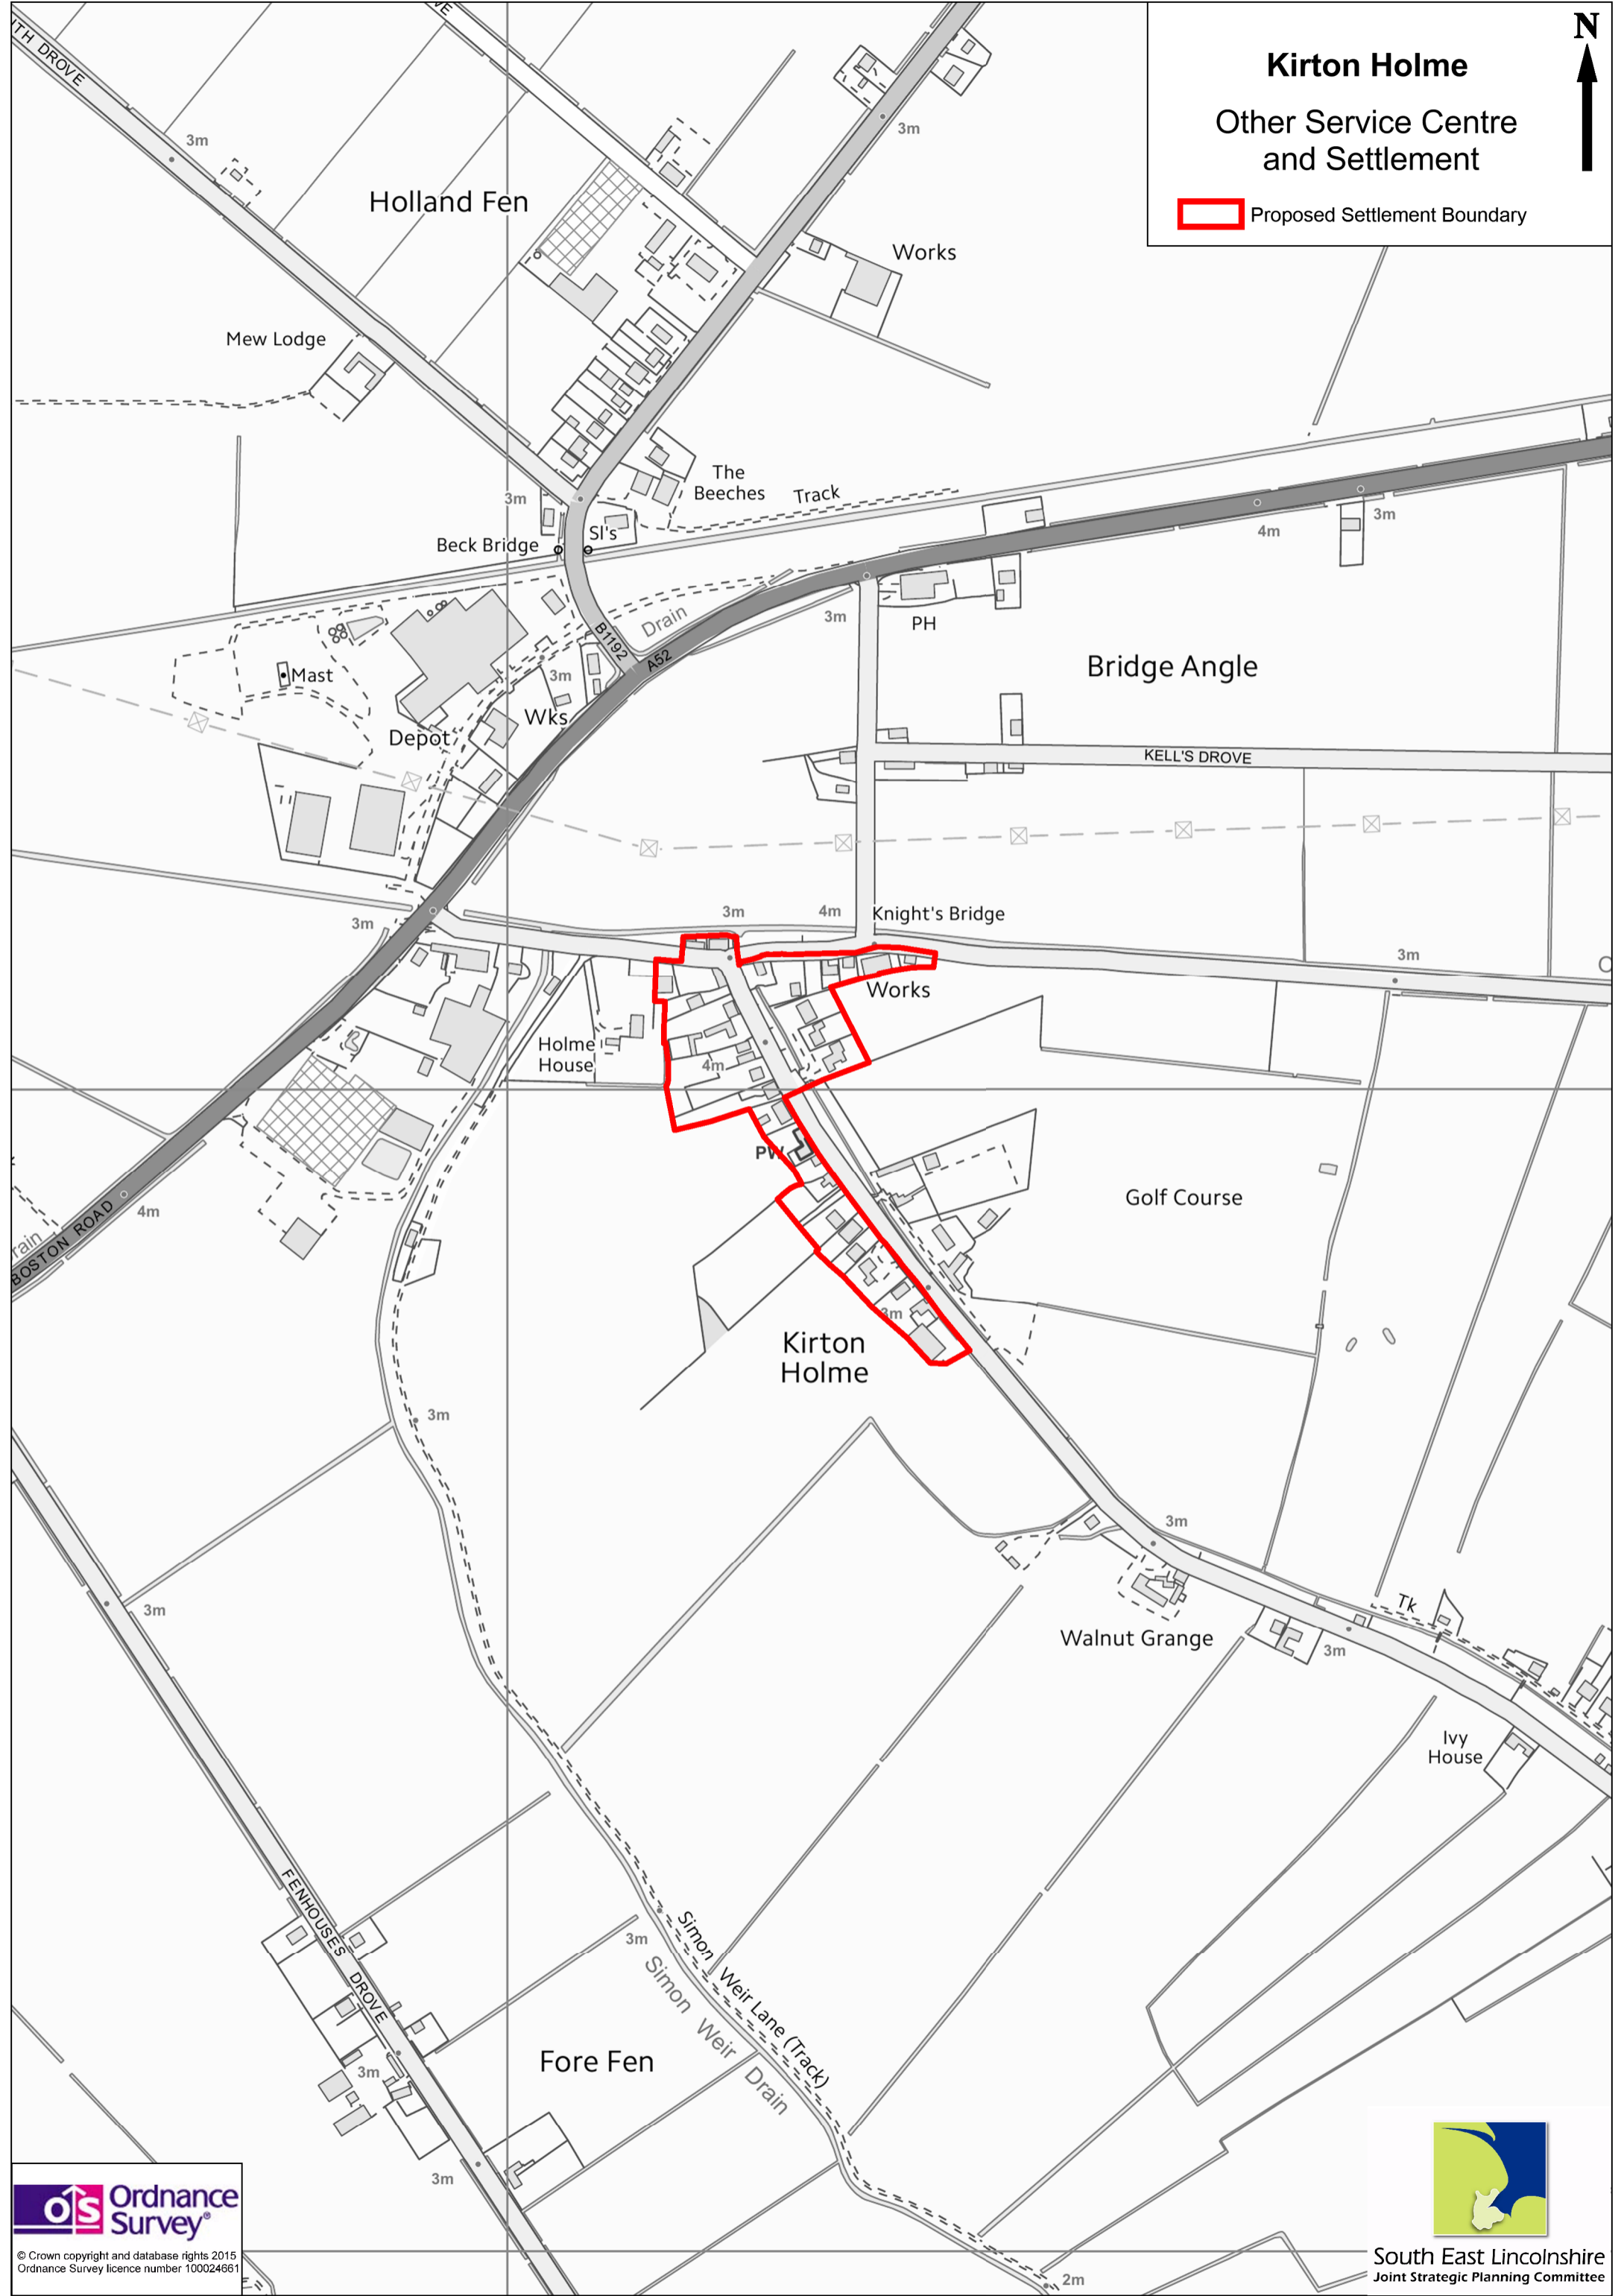 Kirton Holme
Other Service Centre
and Settlement
Proposed Settlement Boundary
N
TH DROVE
VE
3m
3m
Holland Fen
Works
Mew Lodge
The
Beeches
Track
3m
SI's
Beck Bridge
4m
3m
Drain
3m
PH
B1192
A52
Bridge Angle
3m
Mast
Wks
Depot
KELL'S DROVE
3m
3m
4m
Knight's Bridge
3m
Works
Holme
House
4m
PW
Golf Course
4m
rain
BOSTON ROAD
3m
Kirton
Holme
3m
3m
3m
Walnut Grange
Tk
3m
Ivy
House
FENHOUSES DROVE
3m
Simon Weir Lane (Track)
Simon Weir Drain
Fore Fen
3m
3m
2m
Ordnance
Survey®
© Crown copyright and database rights 2015
Ordnance Survey licence number 100024661
South East Lincolnshire
Joint Strategic Planning Committee